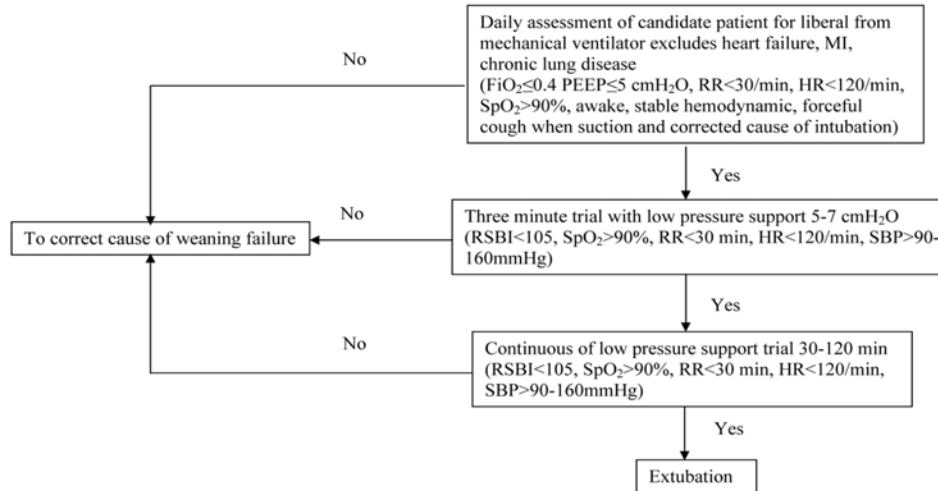 Daily assessment of candidate patient for liberal from
mechanical ventilator excludes heart failure, MI,
chronic lung disease
(FiO₂≤0.4 PEEP≤5 cmH₂O, RR<30/min, HR<120/min,
SpO₂>90%, awake, stable hemodynamic, forceful
cough when suction and corrected cause of intubation)
No
Yes
Three minute trial with low pressure support 5-7 cmH₂O
(RSBI<105, SpO₂>90%, RR<30 min, HR<120/min, SBP>90-
160mmHg)
No
To correct cause of weaning failure
Yes
Continuous of low pressure support trial 30-120 min
(RSBI<105, SpO₂>90%, RR<30 min, HR<120/min,
SBP>90-160mmHg)
No
Yes
Extubation